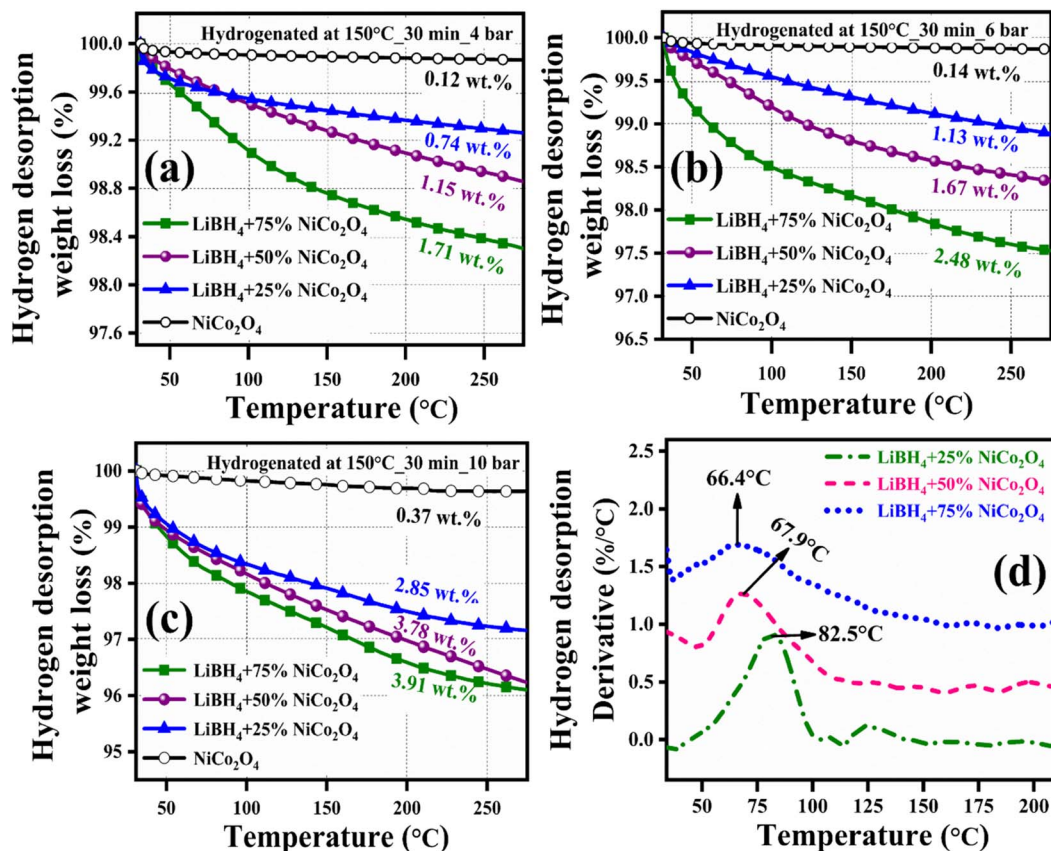 Hydrogenated at 150°C_30 min_4 bar
100.0
99.6
99.2
98.8
98.4
98.0
97.6
0.12 wt.%
0.74 wt.%
1.15 wt.%
1.71 wt.%
(a)
LiBH₄+75% NiCo₂O₄
LiBH₄+50% NiCo₂O₄
LiBH₄+25% NiCo₂O₄
NiCo₂O₄
50
100
150
200
250
Temperature (°C)
Hydrogen desorption
weight loss (%)
Hydrogenated at 150°C_30 min_6 bar
100.0
99.5
99.0
98.5
98.0
97.5
97.0
96.5
0.14 wt.%
1.13 wt.%
1.67 wt.%
2.48 wt.%
(b)
LiBH₄+75% NiCo₂O₄
LiBH₄+50% NiCo₂O₄
LiBH₄+25% NiCo₂O₄
NiCo₂O₄
50
100
150
200
250
Temperature (°C)
Hydrogen desorption
weight loss (%)
Hydrogenated at 150°C_30 min_10 bar
100
99
98
97
96
95
0.37 wt.%
2.85 wt.%
3.78 wt.%
3.91 wt.%
(c)
LiBH₄+75% NiCo₂O₄
LiBH₄+50% NiCo₂O₄
LiBH₄+25% NiCo₂O₄
NiCo₂O₄
50
100
150
200
250
Temperature (°C)
Hydrogen desorption
weight loss (%)
2.5
2.0
1.5
1.0
0.5
0.0
LiBH₄+25% NiCo₂O₄
LiBH₄+50% NiCo₂O₄
LiBH₄+75% NiCo₂O₄
66.4°C
67.9°C
82.5°C
(d)
50
75
100
125
150
175
200
Temperature (°C)
Hydrogen desorption
Derivative (%/°C)